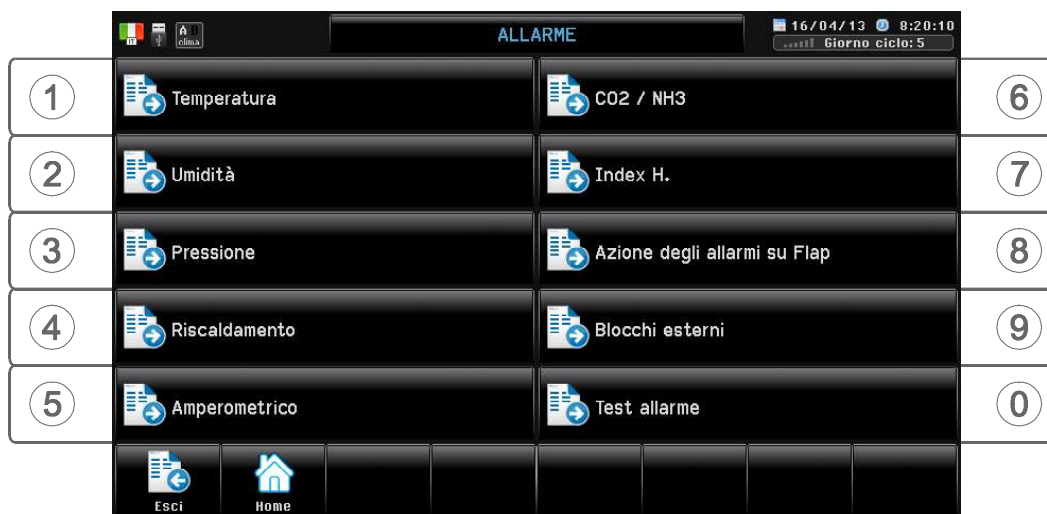 IT
A
clima
ALLARME
16/04/13 8:20:10
Giorno ciclo: 5
1
Temperatura
CO2 / NH3
6
2
Umidità
Index H.
7
3
Pressione
Azione degli allarmi su Flap
8
4
Riscaldamento
Blocchi esterni
9
5
Amperometrico
Test allarme
0
Esci
Home